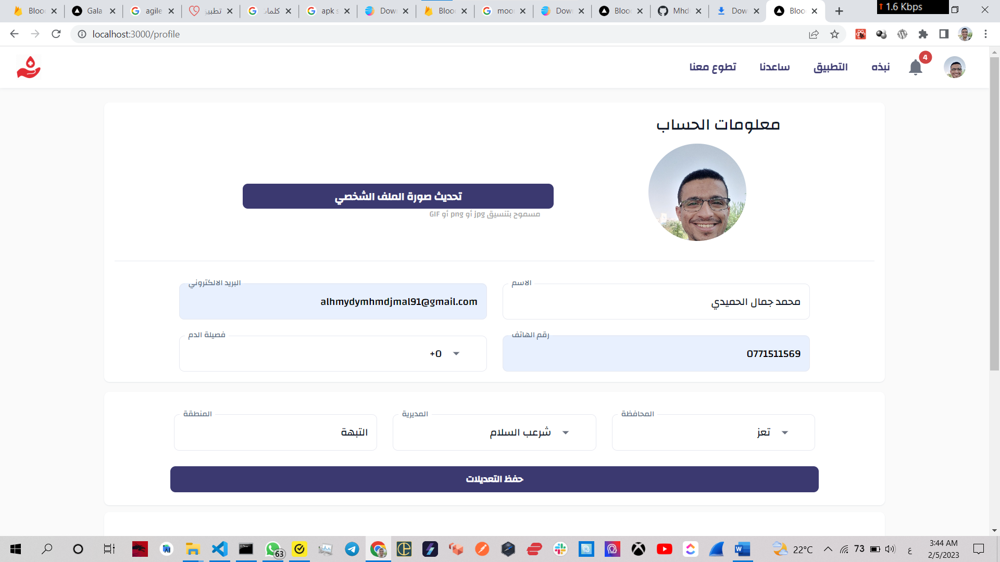 Bloo
Gala
agile
تطبيق
كلمات
apk s
Dow
Bloo
moo
Dow
Bloo
Mhd
Dow
Bloo
1.6 Kbps
localhost:3000/profile
4
نبذه
التطبيق
ساعدنا
تطوع معنا
معلومات الحساب
تحديث صورة الملف الشخصي
مسموح بتنسيق jpg أو png أو GIF
الاسم
محمد جمال الحميدي
البريد الالكتروني
alhmydymhmdjmal91@gmail.com
رقم الهاتف
0771511569
فصيلة الدم
+O
المحافظة
تعز
المديرية
شرعب السلام
المنطقة
التبهة
حفظ التعديلات
63
W
22°C
73
ع
3:44 AM
2/5/2023